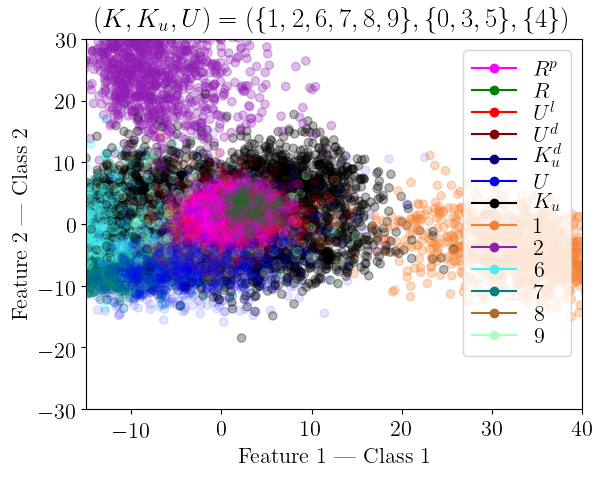 (K, K_u, U) = ({1, 2, 6, 7, 8, 9}, {0, 3, 5}, {4})
30
20
10
0
−10
−20
−30
Feature 2 — Class 2
−10
0
10
20
30
40
Feature 1 — Class 1
R^p
R
U^l
U^d
K_u^d
U
K_u
1
2
6
7
8
9